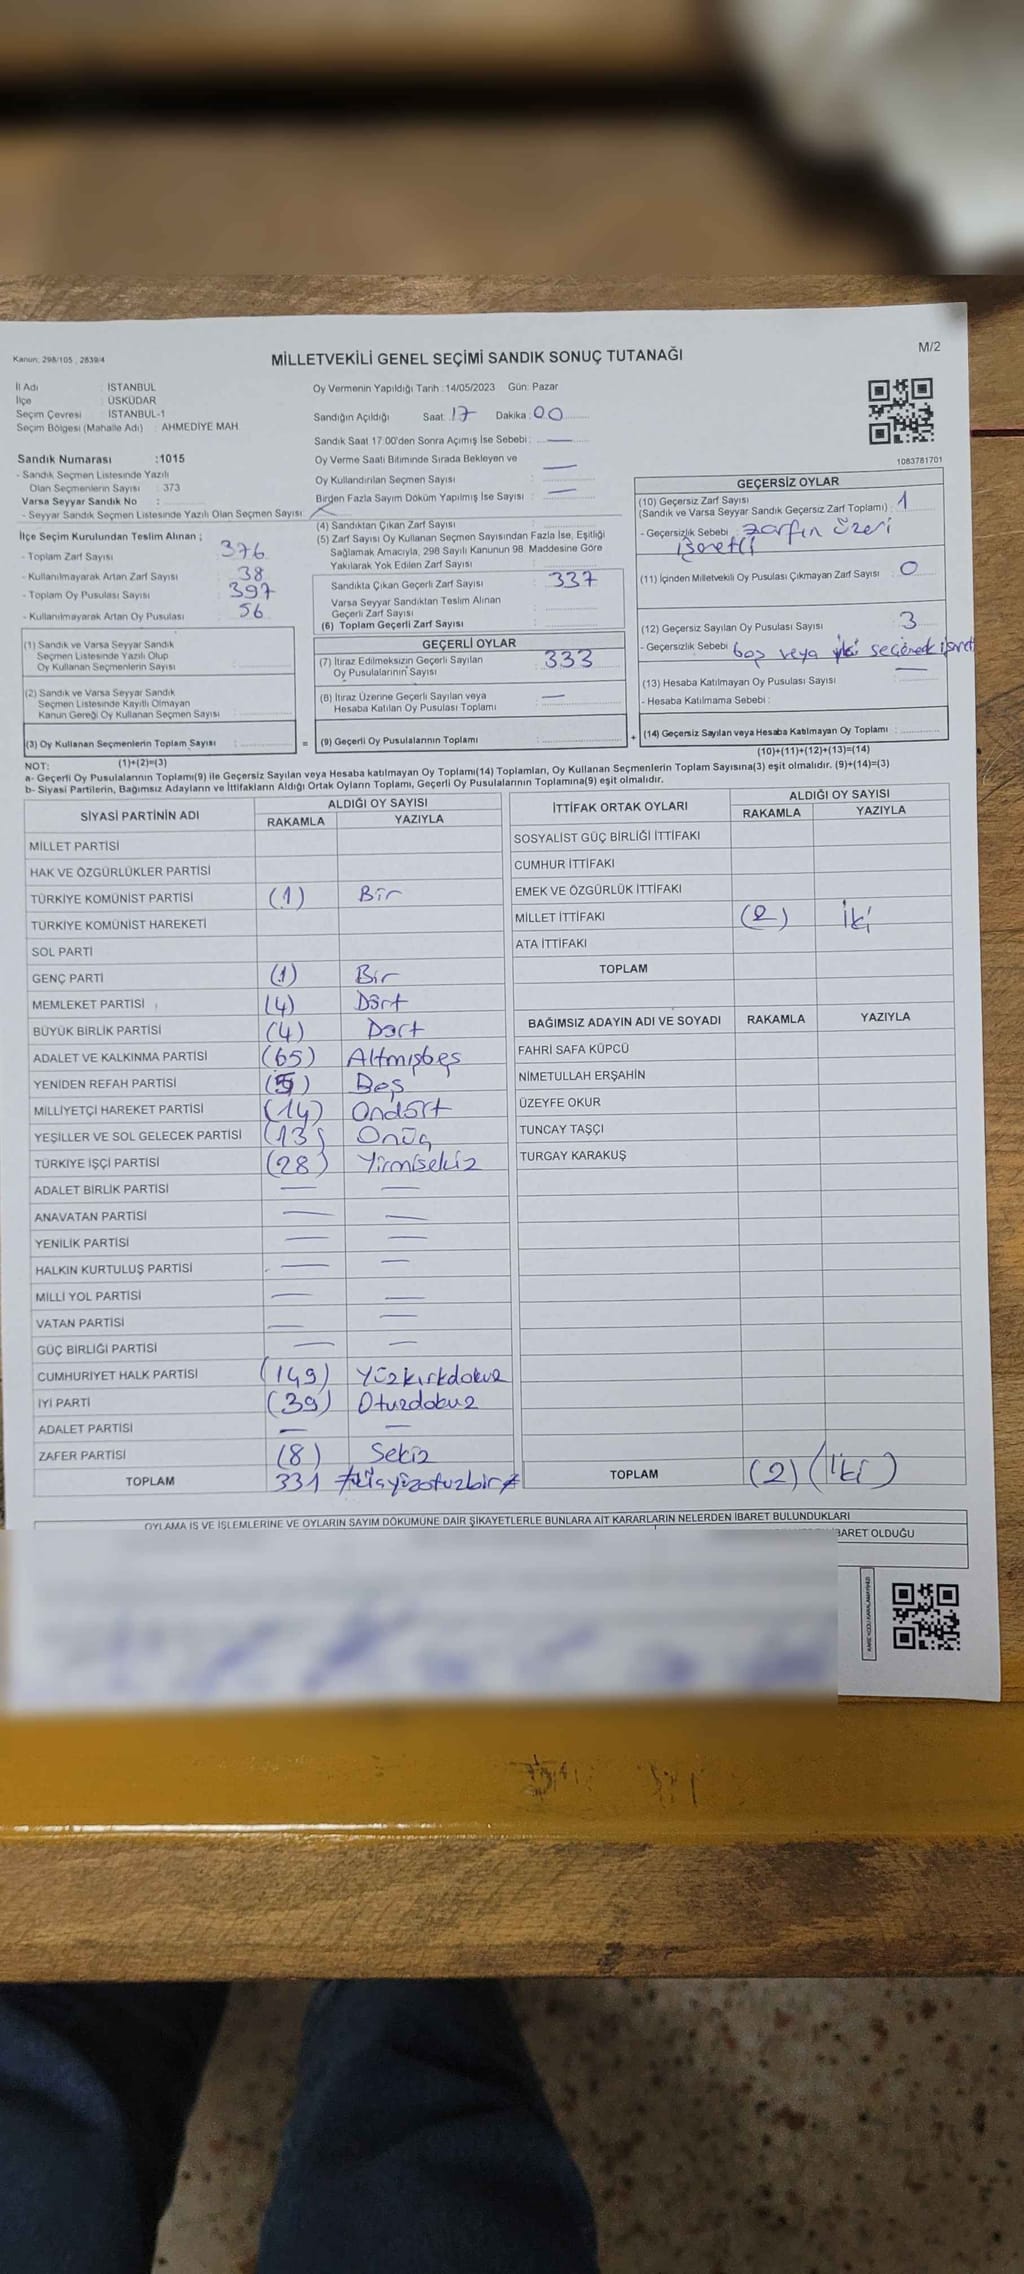 Kanun: 298/105 , 2839/4
MİLLETVEKİLİ GENEL SEÇİMİ SANDIK SONUÇ TUTANAĞI
M/2
İl Adı : İSTANBUL
İlçe : ÜSKÜDAR
Seçim Çevresi : İSTANBUL-1
Seçim Bölgesi (Mahalle Adı) : AHMEDİYE MAH
Oy Vermenin Yapıldığı Tarih :14/05/2023 Gün: Pazar
Sandığın Açıldığı Saat: 17 Dakika : 00
Sandık Saat 17:00'den Sonra Açımış İse Sebebi : —
Oy Verme Saati Bitiminde Sırada Bekleyen ve
Oy Kullandırılan Seçmen Sayısı : —
Birden Fazla Sayım Döküm Yapılmış İse Sayısı : —
1083781701
Sandık Numarası :1015
- Sandık Seçmen Listesinde Yazılı
Olan Seçmenlerin Sayısı : 373
Varsa Seyyar Sandık No :
- Seyyar Sandık Seçmen Listesinde Yazılı Olan Seçmen Sayısı:
İlçe Seçim Kurulundan Teslim Alınan ;
- Toplam Zarf Sayısı : 376
- Kullanılmayarak Artan Zarf Sayısı : 38
- Toplam Oy Pusulası Sayısı : 397
- Kullanılmayarak Artan Oy Pusulası : 56
(4) Sandıktan Çıkan Zarf Sayısı :
(5) Zarf Sayısı Oy Kullanan Seçmen Sayısından Fazla İse, Eşitliği
Sağlamak Amacıyla, 298 Sayılı Kanunun 98. Maddesine Göre
Yakılarak Yok Edilen Zarf Sayısı :
Sandıkta Çıkan Geçerli Zarf Sayısı : 337
Varsa Seyyar Sandıktan Teslim Alınan
Geçerli Zarf Sayısı :
(6) Toplam Geçerli Zarf Sayısı :
GEÇERLİ OYLAR
(7) İtiraz Edilmeksizin Geçerli Sayılan
Oy Pusulalarının Sayısı : 333
(8) İtiraz Üzerine Geçerli Sayılan veya
Hesaba Katılan Oy Pusulası Toplamı : —
(9) Geçerli Oy Pusulalarının Toplamı :
GEÇERSİZ OYLAR
(10) Geçersiz Zarf Sayısı
(Sandık ve Varsa Seyyar Sandık Geçersiz Zarf Toplamı) : 1
- Geçersizlik Sebebi : Zarfın üzeri
işaretli
(11) İçinden Milletvekili Oy Pusulası Çıkmayan Zarf Sayısı : 0
(12) Geçersiz Sayılan Oy Pusulası Sayısı : 3
- Geçersizlik Sebebi : boş veya iki seçenek işaret
(13) Hesaba Katılmayan Oy Pusulası Sayısı : —
- Hesaba Katılmama Sebebi :
(14) Geçersiz Sayılan veya Hesaba Katılmayan Oy Toplamı :
(10)+(11)+(12)+(13)=(14)
(1) Sandık ve Varsa Seyyar Sandık
Seçmen Listesinde Yazılı Olup
Oy Kullanan Seçmenlerin Sayısı :
(2) Sandık ve Varsa Seyyar Sandık
Seçmen Listesinde Kayıtlı Olmayan
Kanun Gereği Oy Kullanan Seçmen Sayısı :
(3) Oy Kullanan Seçmenlerin Toplam Sayısı :
= +
NOT: (1)+(2)=(3)
a- Geçerli Oy Pusulalarının Toplamı(9) ile Geçersiz Sayılan veya Hesaba katılmayan Oy Toplamı(14) Toplamları, Oy Kullanan Seçmenlerin Toplam Sayısına(3) eşit olmalıdır. (9)+(14)=(3)
b- Siyasi Partilerin, Bağımsız Adayların ve İttifakların Aldığı Ortak Oyların Toplamı, Geçerli Oy Pusulalarının Toplamına(9) eşit olmalıdır.
SİYASİ PARTİNİN ADI ALDIĞI OY SAYISI
RAKAMLA YAZIYLA
MİLLET PARTİSİ
HAK VE ÖZGÜRLÜKLER PARTİSİ
TÜRKİYE KOMÜNİST PARTİSİ (1) Bir
TÜRKİYE KOMÜNİST HAREKETİ
SOL PARTİ
GENÇ PARTİ (1) Bir
MEMLEKET PARTİSİ (4) Dört
BÜYÜK BİRLİK PARTİSİ (4) Dört
ADALET VE KALKINMA PARTİSİ (65) Altmışbeş
YENİDEN REFAH PARTİSİ (5) Beş
MİLLİYETÇİ HAREKET PARTİSİ (14) Ondört
YEŞİLLER VE SOL GELECEK PARTİSİ (13) Onüç
TÜRKİYE İŞÇİ PARTİSİ (28) Yirmisekiz
ADALET BİRLİK PARTİSİ — —
ANAVATAN PARTİSİ — —
YENİLİK PARTİSİ — —
HALKIN KURTULUŞ PARTİSİ — —
MİLLİ YOL PARTİSİ — —
VATAN PARTİSİ — —
GÜÇ BİRLİĞİ PARTİSİ — —
CUMHURİYET HALK PARTİSİ (149) Yüzkırkdokuz
İYİ PARTİ (39) Otuzdokuz
ADALET PARTİSİ — —
ZAFER PARTİSİ (8) Sekiz
TOPLAM 331 üçyüzotuzbir
İTTİFAK ORTAK OYLARI ALDIĞI OY SAYISI
RAKAMLA YAZIYLA
SOSYALİST GÜÇ BİRLİĞİ İTTİFAKI
CUMHUR İTTİFAKI
EMEK VE ÖZGÜRLÜK İTTİFAKI
MİLLET İTTİFAKI (2) İki
ATA İTTİFAKI
TOPLAM
BAĞIMSIZ ADAYIN ADI VE SOYADI RAKAMLA YAZIYLA
FAHRİ SAFA KÜPCÜ
NİMETULLAH ERŞAHİN
ÜZEYFE OKUR
TUNCAY TAŞÇI
TURGAY KARAKUŞ
TOPLAM (2) (İki)
OYLAMA İŞ VE İŞLEMLERİNE VE OYLARIN SAYIM DÖKÜMÜNE DAİR ŞİKAYETLERLE BUNLARA AİT KARARLARIN NELERDEN İBARET BULUNDUKLARI
BARET OLDUĞU